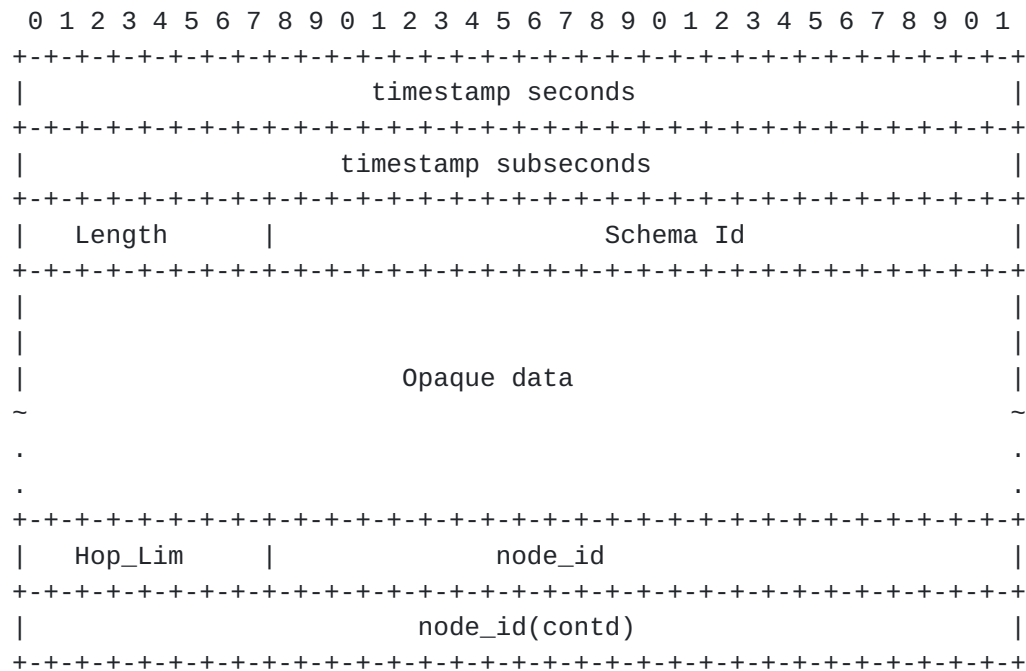 0 1 2 3 4 5 6 7 8 9 0 1 2 3 4 5 6 7 8 9 0 1 2 3 4 5 6 7 8 9 0 1
+-+-+-+-+-+-+-+-+-+-+-+-+-+-+-+-+-+-+-+-+-+-+-+-+-+-+-+-+-+-+-+-+
|                      timestamp seconds                        |
+-+-+-+-+-+-+-+-+-+-+-+-+-+-+-+-+-+-+-+-+-+-+-+-+-+-+-+-+-+-+-+-+
|                    timestamp subseconds                       |
+-+-+-+-+-+-+-+-+-+-+-+-+-+-+-+-+-+-+-+-+-+-+-+-+-+-+-+-+-+-+-+-+
|   Length      |                     Schema Id                 |
+-+-+-+-+-+-+-+-+-+-+-+-+-+-+-+-+-+-+-+-+-+-+-+-+-+-+-+-+-+-+-+-+
|                                                               |
|                                                               |
|                        Opaque data                            |
~                                                               ~
.                                                               .
.                                                               .
+-+-+-+-+-+-+-+-+-+-+-+-+-+-+-+-+-+-+-+-+-+-+-+-+-+-+-+-+-+-+-+-+
|   Hop_Lim     |              node_id                          |
+-+-+-+-+-+-+-+-+-+-+-+-+-+-+-+-+-+-+-+-+-+-+-+-+-+-+-+-+-+-+-+-+
|                         node_id(contd)                        |
+-+-+-+-+-+-+-+-+-+-+-+-+-+-+-+-+-+-+-+-+-+-+-+-+-+-+-+-+-+-+-+-+